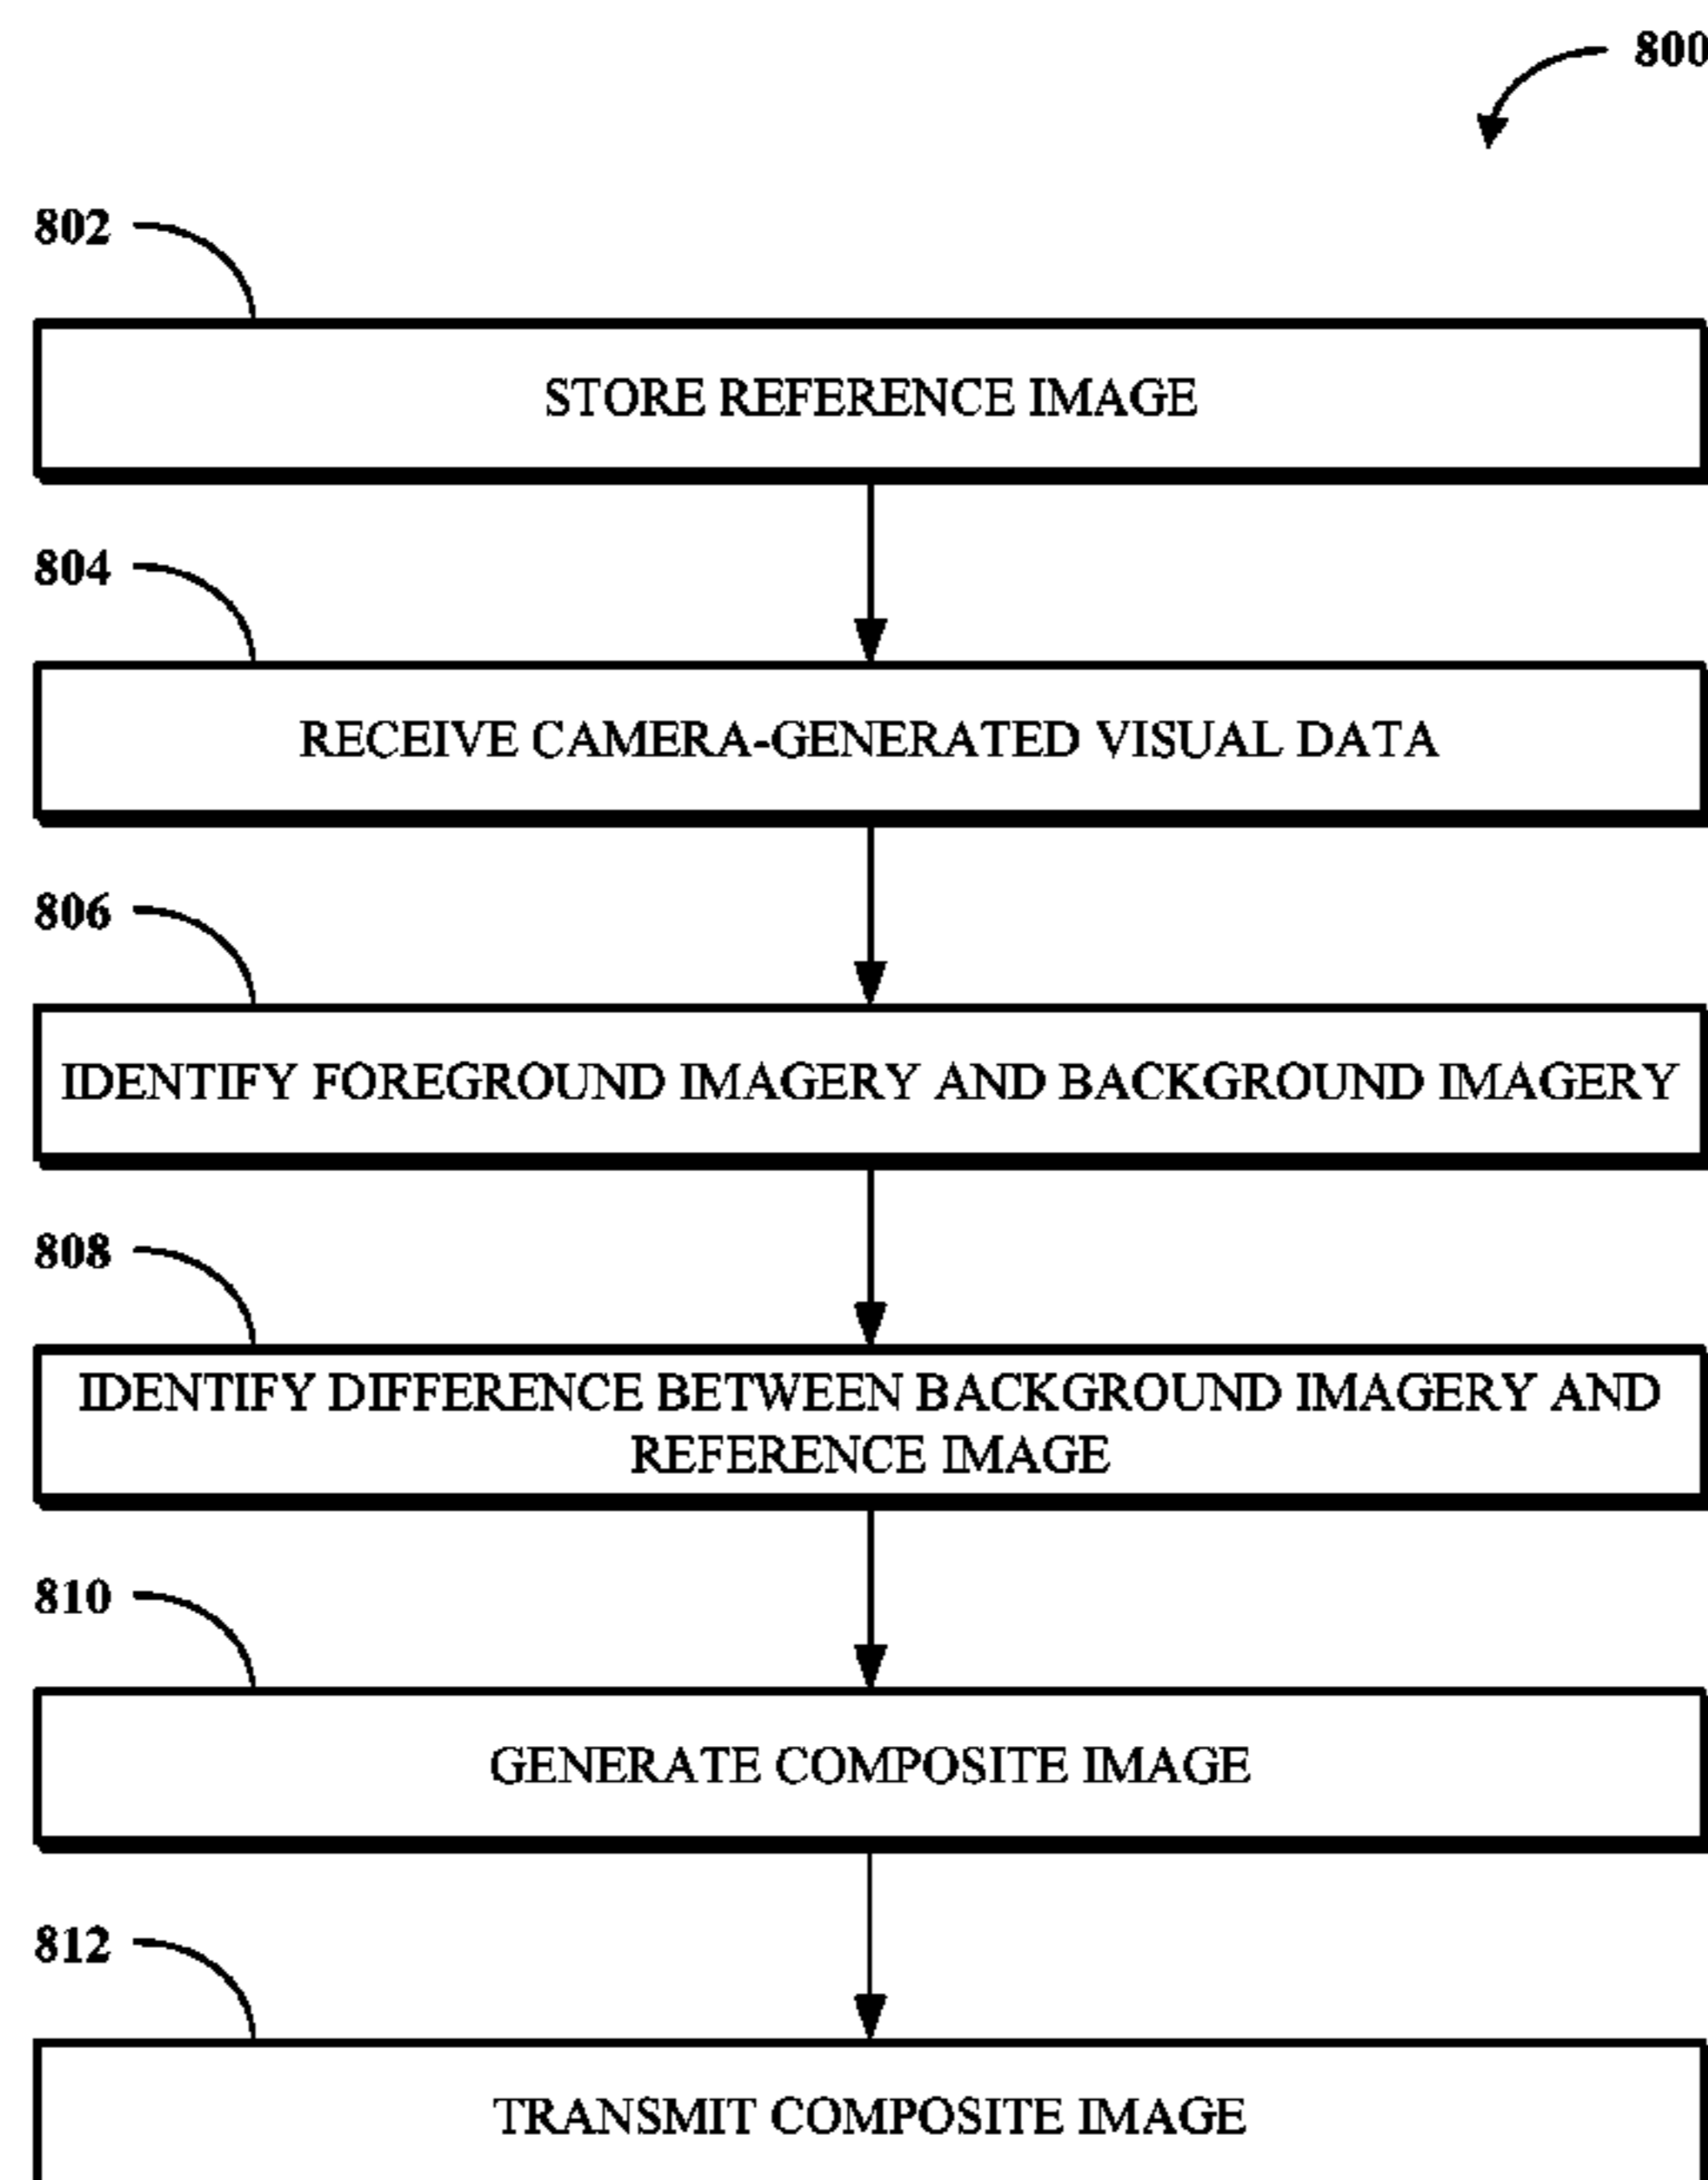 800
802
STORE REFERENCE IMAGE
804
RECEIVE CAMERA-GENERATED VISUAL DATA
806
IDENTIFY FOREGROUND IMAGERY AND BACKGROUND IMAGERY
808
IDENTIFY DIFFERENCE BETWEEN BACKGROUND IMAGERY AND
REFERENCE IMAGE
810
GENERATE COMPOSITE IMAGE
812
TRANSMIT COMPOSITE IMAGE